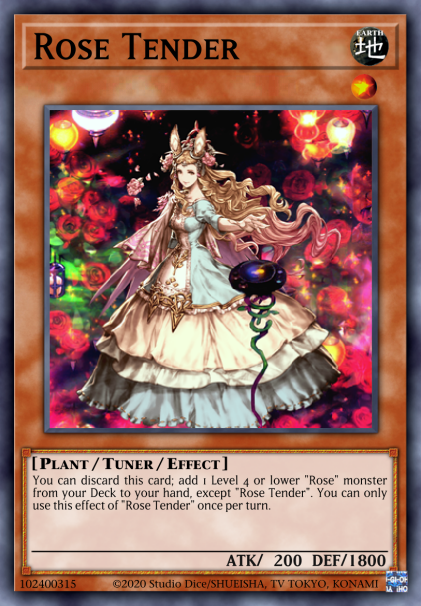 Rose Tender
EARTH
地
[Plant / Tuner / Effect]
You can discard this card; add 1 Level 4 or lower "Rose" monster
from your Deck to your hand, except "Rose Tender". You can only
use this effect of "Rose Tender" once per turn.
ATK/ 200 DEF/1800
102400315 ©2020 Studio Dice/SHUEISHA, TV TOKYO, KONAMI